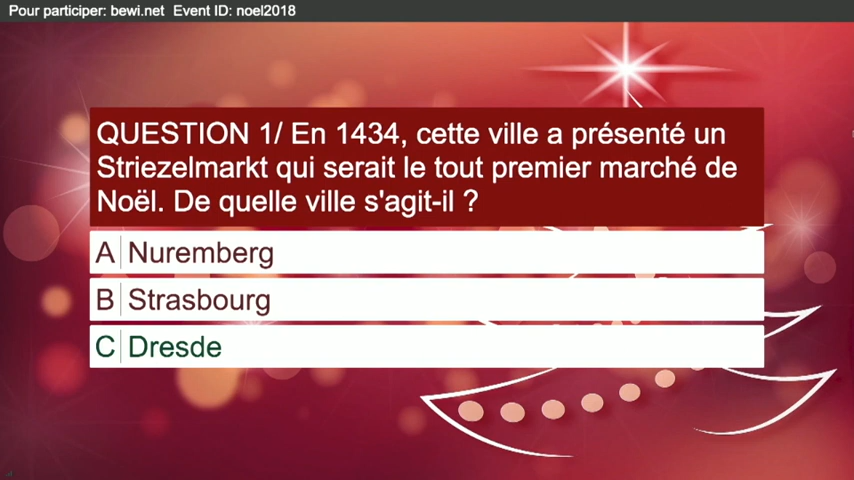 Pour participer: bewi.net Event ID: noel2018
QUESTION 1/ En 1434, cette ville a présenté un
Striezelmarkt qui serait le tout premier marché de
Noël. De quelle ville s'agit-il ?
A Nuremberg
B Strasbourg
C Dresde